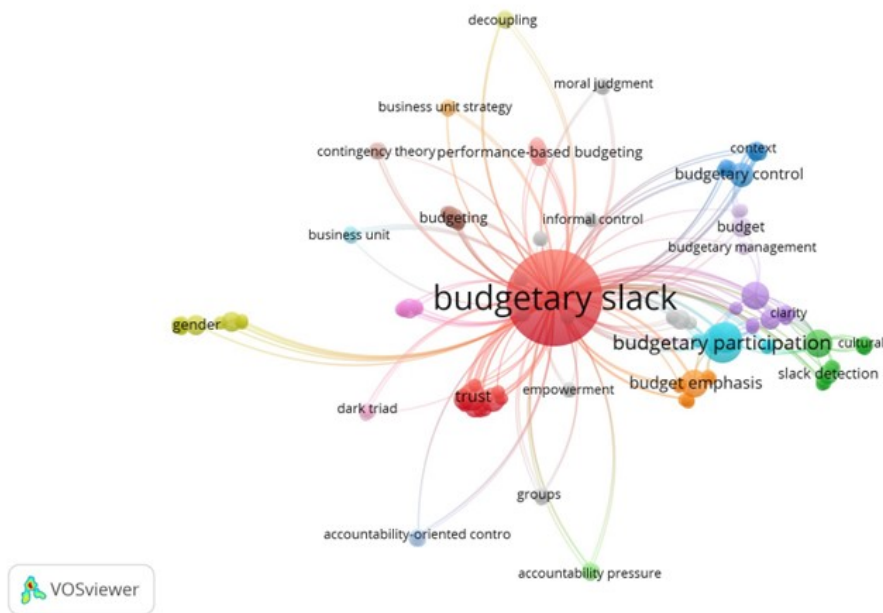 decoupling
moral judgment
business unit strategy
contingency theory
performance-based budgeting
context
budgetary control
budgeting
informal control
budget
business unit
budgetary management
budgetary slack
clarity
gender
budgetary participation
cultural
slack detection
budget emphasis
empowerment
trust
dark triad
groups
accountability-oriented contro
accountability pressure
VOSviewer